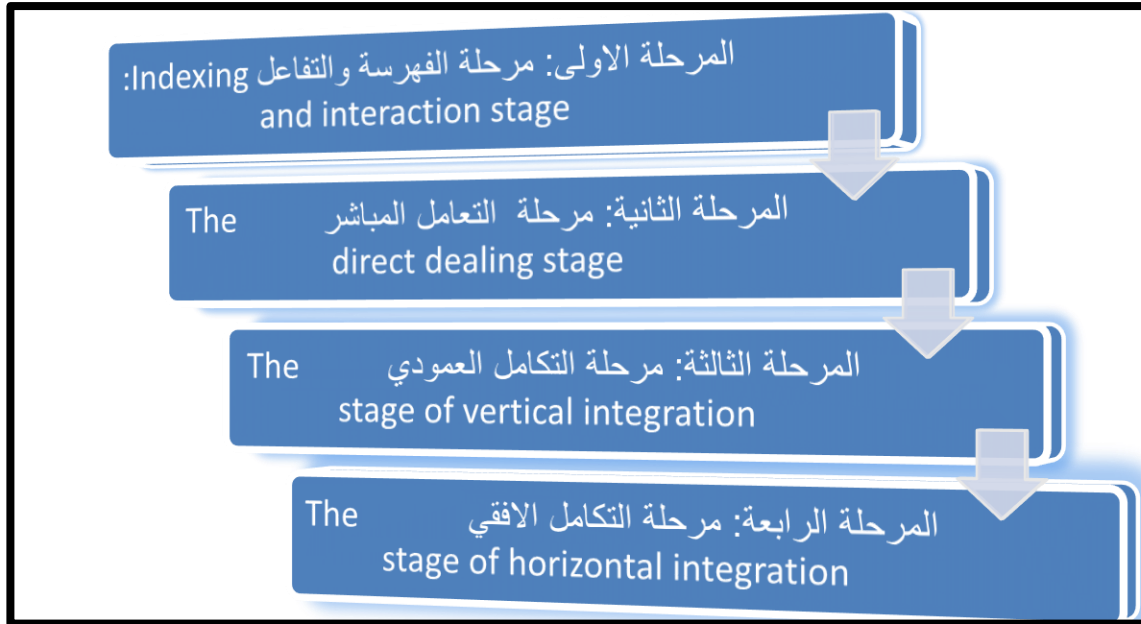 المرحلة الاولى: مرحلة الفهرسة والتفاعل Indexing:
and interaction stage
المرحلة الثانية: مرحلة التعامل المباشر The
direct dealing stage
المرحلة الثالثة: مرحلة التكامل العمودي The
stage of vertical integration
المرحلة الرابعة: مرحلة التكامل الافقي The
stage of horizontal integration